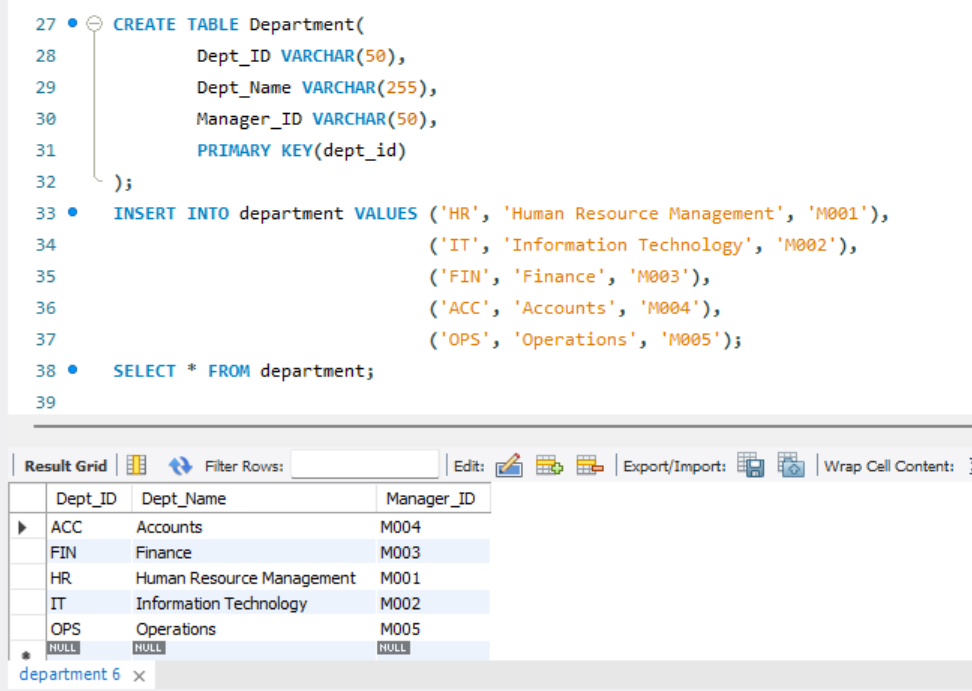 27 CREATE TABLE Department(
28 Dept_ID VARCHAR(50),
29 Dept_Name VARCHAR(255),
30 Manager_ID VARCHAR(50),
31 PRIMARY KEY(dept_id)
32 );
33 INSERT INTO department VALUES ('HR', 'Human Resource Management', 'M001'),
34 ('IT', 'Information Technology', 'M002'),
35 ('FIN', 'Finance', 'M003'),
36 ('ACC', 'Accounts', 'M004'),
37 ('OPS', 'Operations', 'M005');
38 SELECT * FROM department;
39
Result Grid Filter Rows: Edit: Export/Import: Wrap Cell Content:
Dept_ID Dept_Name Manager_ID
ACC Accounts M004
FIN Finance M003
HR Human Resource Management M001
IT Information Technology M002
OPS Operations M005
NULL NULL NULL
department 6